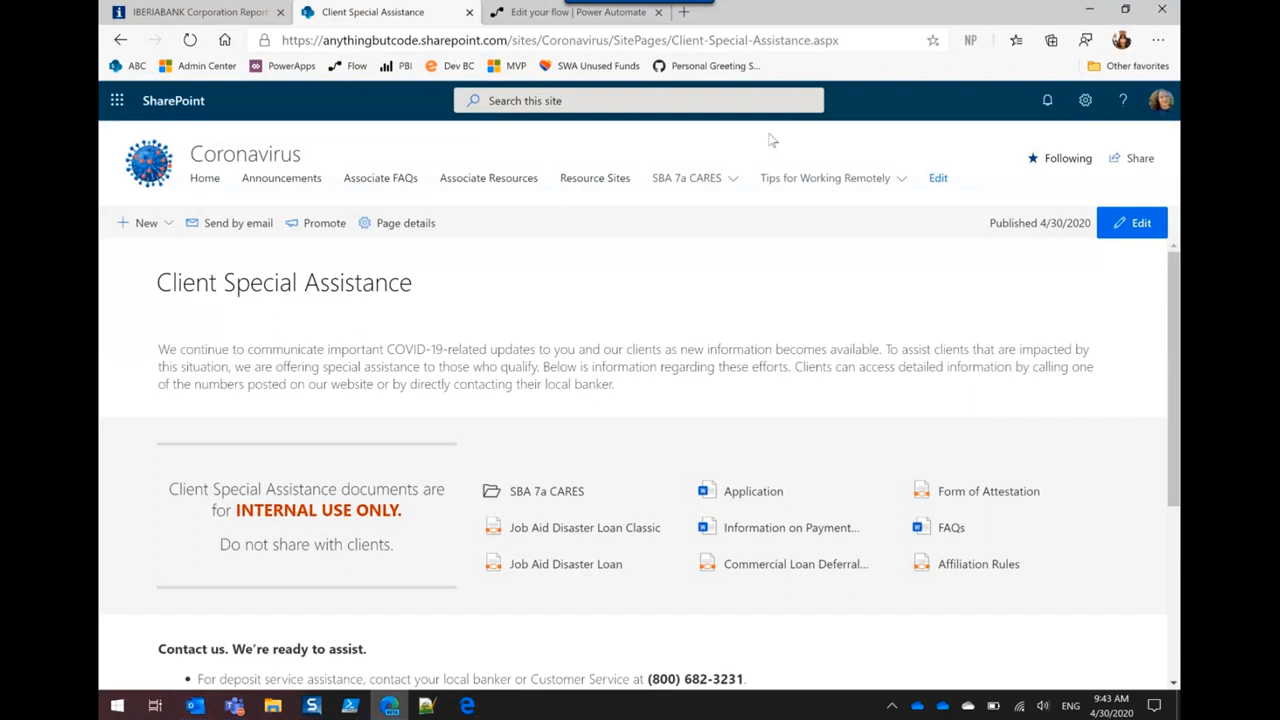 IBERIABANK Corporation Report
Client Special Assistance
Edit your flow | Power Automate
https://anythingbutcode.sharepoint.com/sites/Coronavirus/SitePages/Client-Special-Assistance.aspx
NP
ABC
Admin Center
PowerApps
Flow
PBI
Dev BC
MVP
SWA Unused Funds
Personal Greeting S...
Other favorites
SharePoint
Search this site
Coronavirus
Following
Share
Home
Announcements
Associate FAQs
Associate Resources
Resource Sites
SBA 7a CARES
Tips for Working Remotely
Edit
New
Send by email
Promote
Page details
Published 4/30/2020
Edit
Client Special Assistance
We continue to communicate important COVID-19-related updates to you and our clients as new information becomes available. To assist clients that are impacted by
this situation, we are offering special assistance to those who qualify. Below is information regarding these efforts. Clients can access detailed information by calling one
of the numbers posted on our website or by directly contacting their local banker.
Client Special Assistance documents are
for INTERNAL USE ONLY.
Do not share with clients.
SBA 7a CARES
Application
Form of Attestation
Job Aid Disaster Loan Classic
Information on Payment...
FAQs
Job Aid Disaster Loan
Commercial Loan Deferral...
Affiliation Rules
Contact us. We're ready to assist.
• For deposit service assistance, contact your local banker or Customer Service at (800) 682-3231.
ENG
9:43 AM
4/30/2020